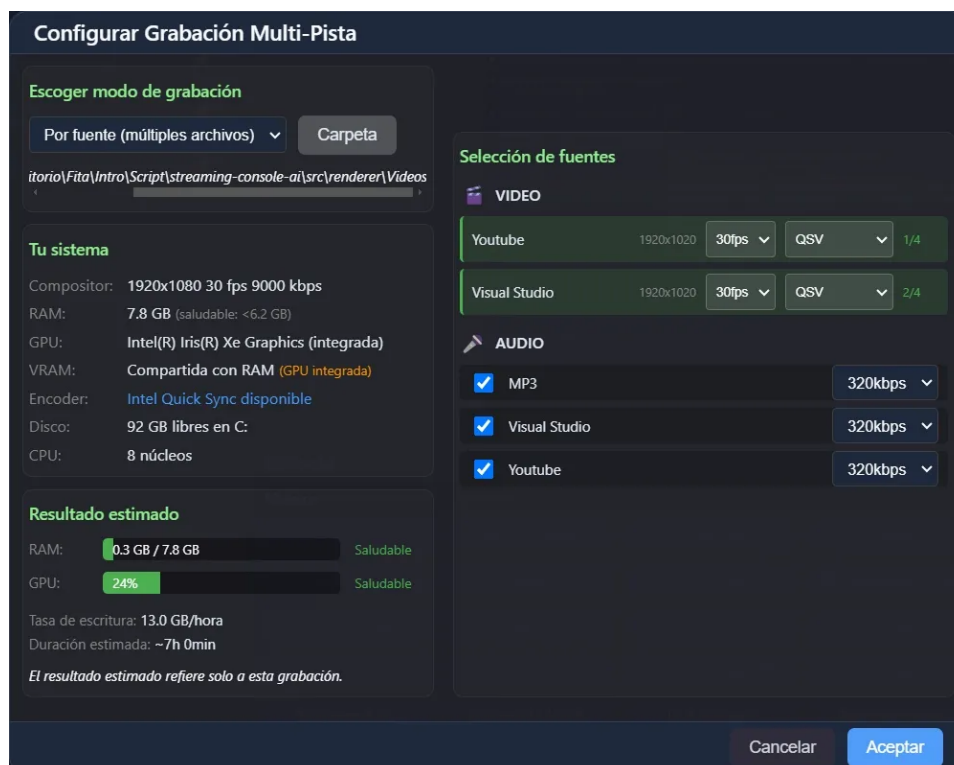 Configurar Grabación Multi-Pista
Escoger modo de grabación
Por fuente (múltiples archivos)
Carpeta
itorio\Fita\Intro\Script\streaming-console-ai\src\renderer\Videos
Tu sistema
Compositor: 1920x1080 30 fps 9000 kbps
RAM: 7.8 GB (saludable: <6.2 GB)
GPU: Intel(R) Iris(R) Xe Graphics (integrada)
VRAM: Compartida con RAM (GPU integrada)
Encoder: Intel Quick Sync disponible
Disco: 92 GB libres en C:
CPU: 8 núcleos
Resultado estimado
RAM: 0.3 GB / 7.8 GB Saludable
GPU: 24% Saludable
Tasa de escritura: 13.0 GB/hora
Duración estimada: ~7h 0min
El resultado estimado refiere solo a esta grabación.
Selección de fuentes
VIDEO
Youtube 1920x1020 30fps QSV 1/4
Visual Studio 1920x1020 30fps QSV 2/4
AUDIO
MP3 320kbps
Visual Studio 320kbps
Youtube 320kbps
Cancelar
Aceptar